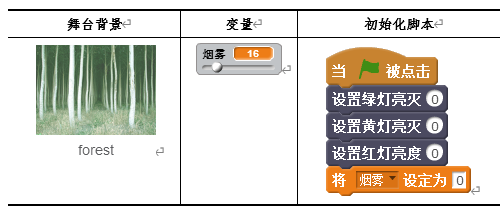 舞台背景 变量 初始化脚本
forest
烟雾 16
当 被点击
设置绿灯亮灭 0
设置黄灯亮灭 0
设置红灯亮度 0
将 烟雾 设定为 0